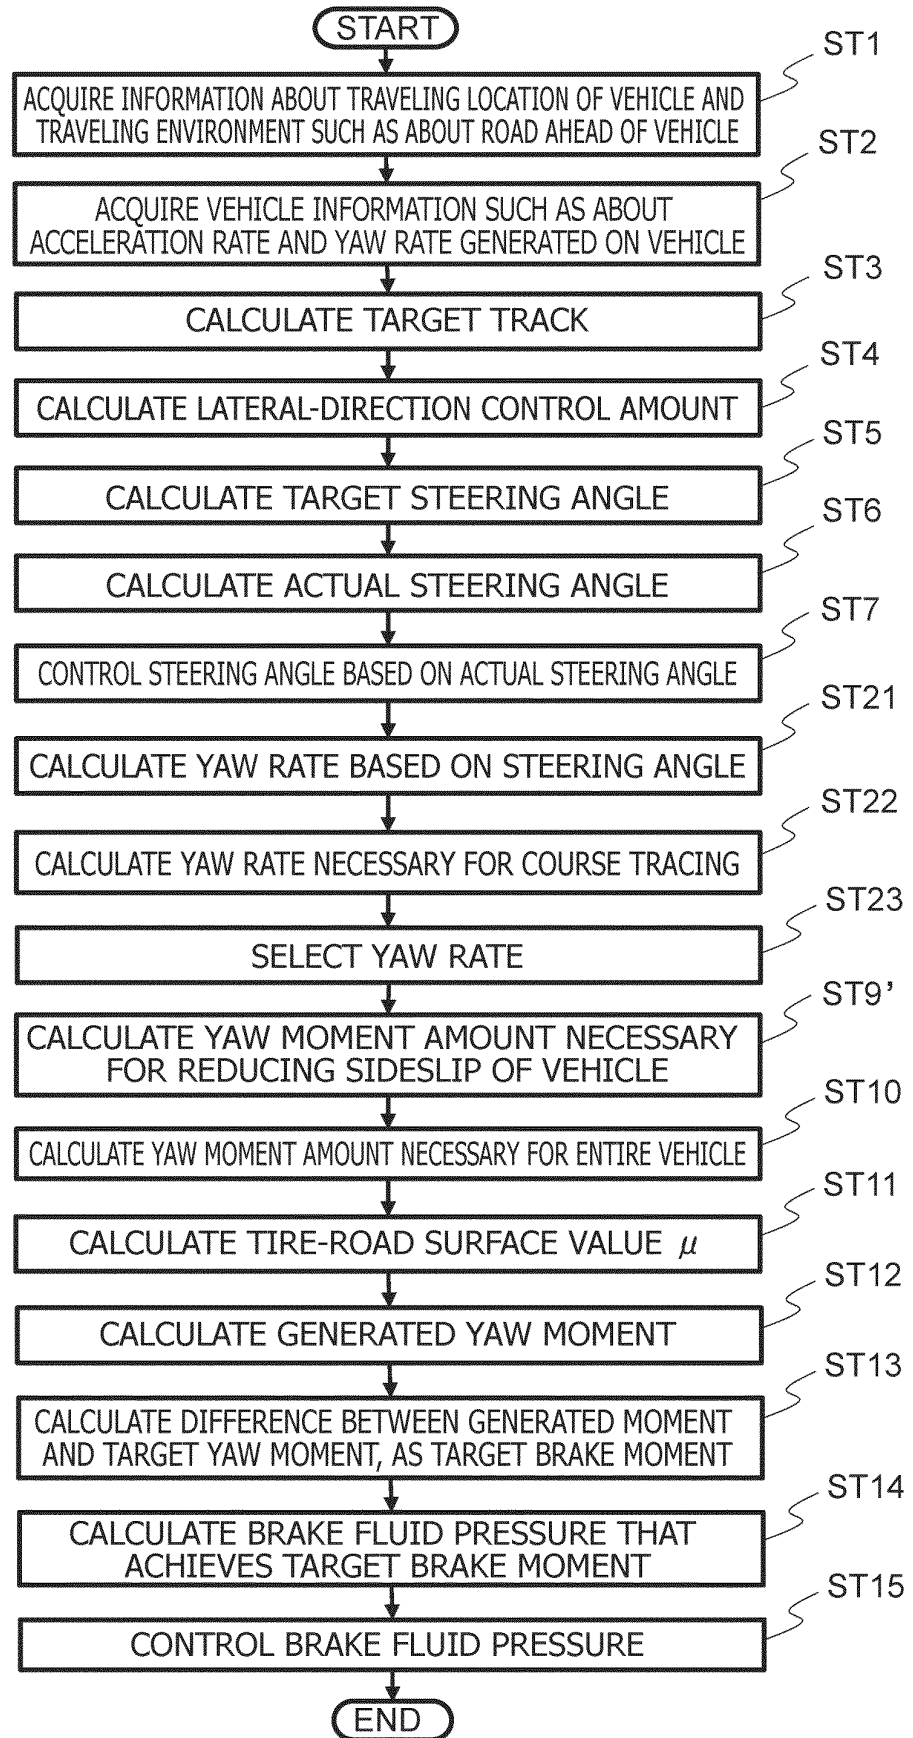 START
ST1
ACQUIRE INFORMATION ABOUT TRAVELING LOCATION OF VEHICLE AND
TRAVELING ENVIRONMENT SUCH AS ABOUT ROAD AHEAD OF VEHICLE
ST2
ACQUIRE VEHICLE INFORMATION SUCH AS ABOUT
ACCELERATION RATE AND YAW RATE GENERATED ON VEHICLE
ST3
CALCULATE TARGET TRACK
ST4
CALCULATE LATERAL-DIRECTION CONTROL AMOUNT
ST5
CALCULATE TARGET STEERING ANGLE
ST6
CALCULATE ACTUAL STEERING ANGLE
ST7
CONTROL STEERING ANGLE BASED ON ACTUAL STEERING ANGLE
ST21
CALCULATE YAW RATE BASED ON STEERING ANGLE
ST22
CALCULATE YAW RATE NECESSARY FOR COURSE TRACING
ST23
SELECT YAW RATE
ST9’
CALCULATE YAW MOMENT AMOUNT NECESSARY
FOR REDUCING SIDESLIP OF VEHICLE
ST10
CALCULATE YAW MOMENT AMOUNT NECESSARY FOR ENTIRE VEHICLE
ST11
CALCULATE TIRE-ROAD SURFACE VALUE μ
ST12
CALCULATE GENERATED YAW MOMENT
ST13
CALCULATE DIFFERENCE BETWEEN GENERATED MOMENT
AND TARGET YAW MOMENT, AS TARGET BRAKE MOMENT
ST14
CALCULATE BRAKE FLUID PRESSURE THAT
ACHIEVES TARGET BRAKE MOMENT
ST15
CONTROL BRAKE FLUID PRESSURE
END